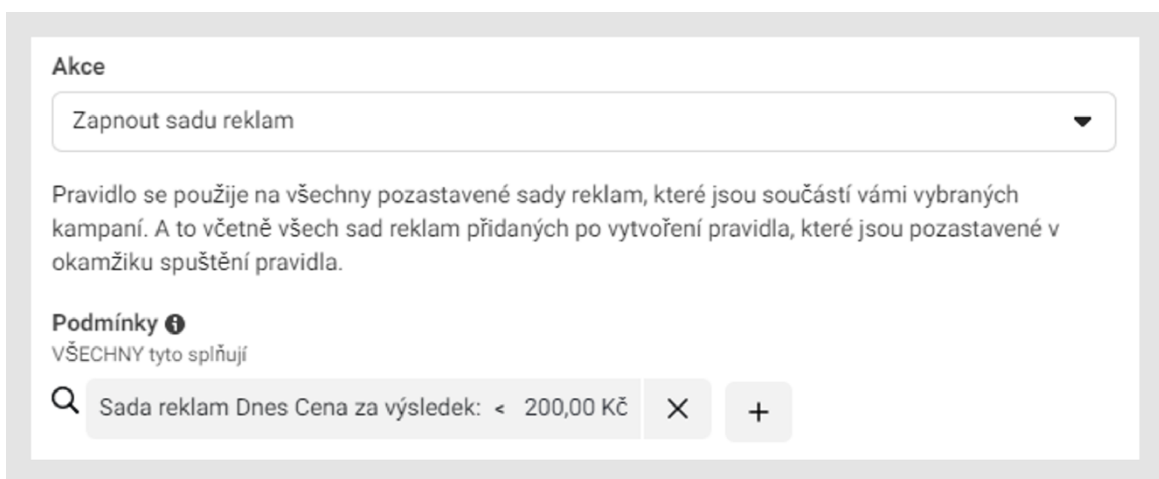 Akce
Zapnout sadu reklam
Pravidlo se použije na všechny pozastavené sady reklam, které jsou součástí vámi vybraných
kampaní. A to včetně všech sad reklam přidaných po vytvoření pravidla, které jsou pozastavené v
okamžiku spuštění pravidla.
Podmínky
VŠECHNY tyto splňují
Sada reklam Dnes Cena za výsledek: < 200,00 Kč